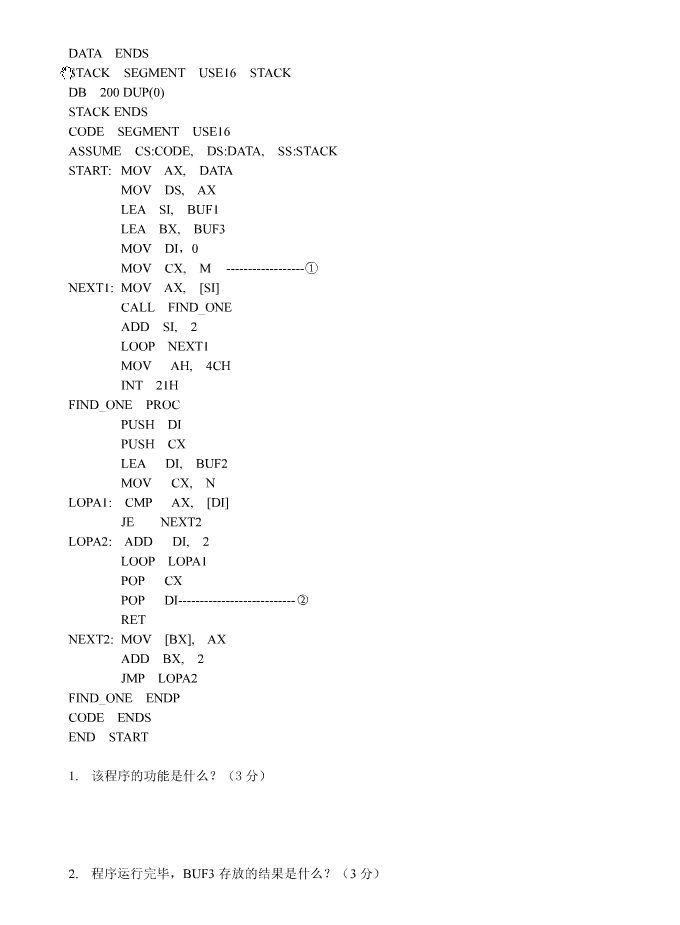 DATA ENDS
STACK SEGMENT USE16 STACK
DB 200 DUP(0)
STACK ENDS
CODE SEGMENT USE16
ASSUME CS:CODE, DS:DATA, SS:STACK
START: MOV AX, DATA
MOV DS, AX
LEA SI, BUF1
LEA BX, BUF3
MOV DI，0
MOV CX, M ------------------①
NEXT1: MOV AX, [SI]
CALL FIND_ONE
ADD SI, 2
LOOP NEXT1
MOV AH, 4CH
INT 21H
FIND_ONE PROC
PUSH DI
PUSH CX
LEA DI, BUF2
MOV CX, N
LOPA1: CMP AX, [DI]
JE NEXT2
LOPA2: ADD DI, 2
LOOP LOPA1
POP CX
POP DI---------------------------②
RET
NEXT2: MOV [BX], AX
ADD BX, 2
JMP LOPA2
FIND_ONE ENDP
CODE ENDS
END START
1. 该程序的功能是什么？（3 分）
2. 程序运行完毕，BUF3 存放的结果是什么？（3 分）